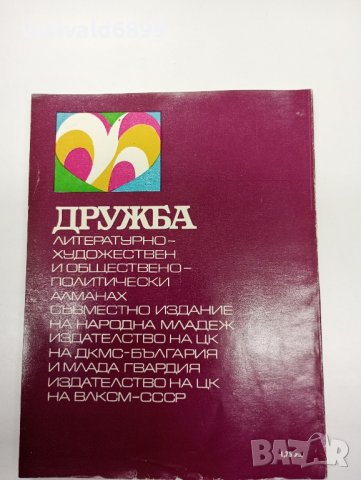 ДРУЖБА
ЛИТЕРАТУРНО-
ХУДОЖЕСТВЕН
И ОБЩЕСТВЕНО-
ПОЛИТИЧЕСКИ
АЛМАНАХ
СЪВМЕСТНО ИЗДАНИЕ
НА НАРОДНА МЛАДЕЖ
ИЗДАТЕЛСТВО НА ЦК
НА ДКМС-БЪЛГАРИЯ
И МЛАДА ГВАРДИЯ
ИЗДАТЕЛСТВО НА ЦК
НА ВЛКСМ-СССР
BAZAR